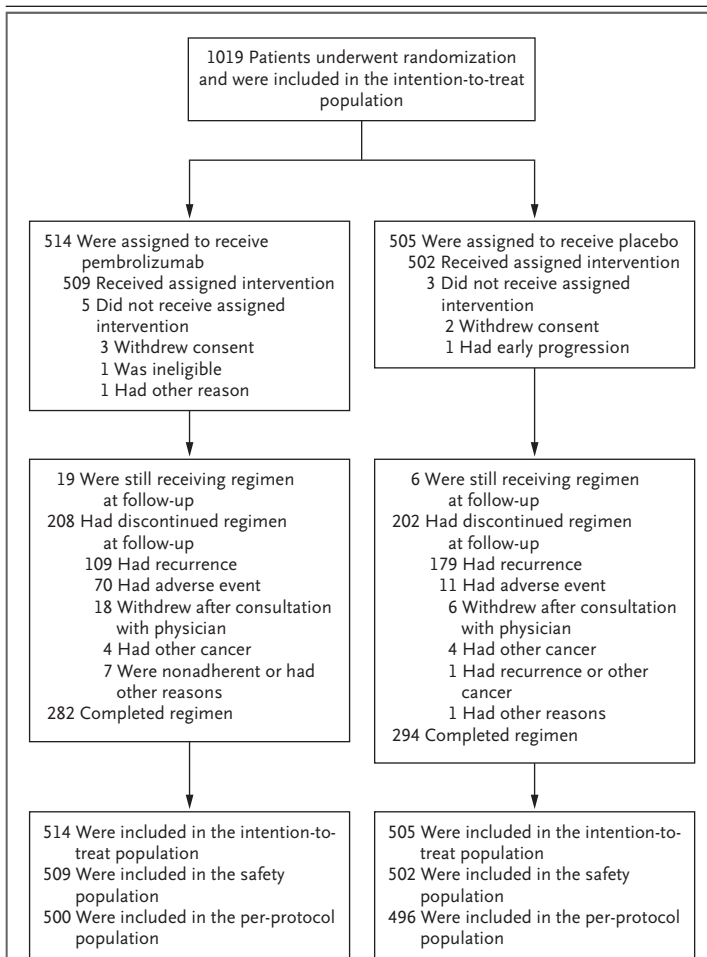 1019 Patients underwent randomization
and were included in the intention-to-treat
population
514 Were assigned to receive
pembrolizumab
509 Received assigned intervention
5 Did not receive assigned
intervention
3 Withdrew consent
1 Was ineligible
1 Had other reason
505 Were assigned to receive placebo
502 Received assigned intervention
3 Did not receive assigned
intervention
2 Withdrew consent
1 Had early progression
19 Were still receiving regimen
at follow-up
208 Had discontinued regimen
at follow-up
109 Had recurrence
70 Had adverse event
18 Withdrew after consultation
with physician
4 Had other cancer
7 Were nonadherent or had
other reasons
282 Completed regimen
6 Were still receiving regimen
at follow-up
202 Had discontinued regimen
at follow-up
179 Had recurrence
11 Had adverse event
6 Withdrew after consultation
with physician
4 Had other cancer
1 Had recurrence or other
cancer
1 Had other reasons
294 Completed regimen
514 Were included in the intention-to-
treat population
509 Were included in the safety
population
500 Were included in the per-protocol
population
505 Were included in the intention-to-
treat population
502 Were included in the safety
population
496 Were included in the per-protocol
population